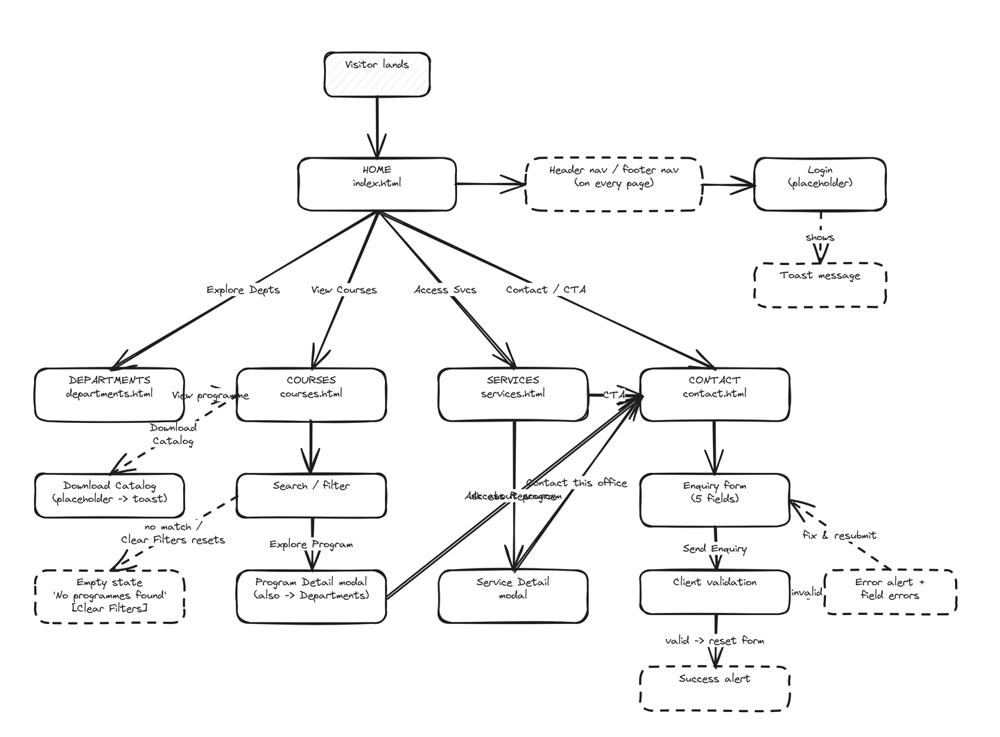 Visitor lands
HOME
index.html
Header nav / footer nav
(on every page)
Login
(placeholder)
shows
Toast message
Explore Depts
View Courses
Access Svcs
Contact / CTA
DEPARTMENTS
departments.html
View programme
COURSES
courses.html
SERVICES
services.html
CTA
CONTACT
contact.html
Download
Catalog
Download Catalog
(placeholder -> toast)
Search / filter
Contact this office
Enquiry form
(5 fields)
no match /
Clear Filters resets
Explore Program
Send Enquiry
fix & resubmit
Empty state
'No programmes found'
[Clear Filters]
Program Detail modal
(also -> Departments)
Service Detail
modal
Client validation
invalid
Error alert +
field errors
valid -> reset form
Success alert